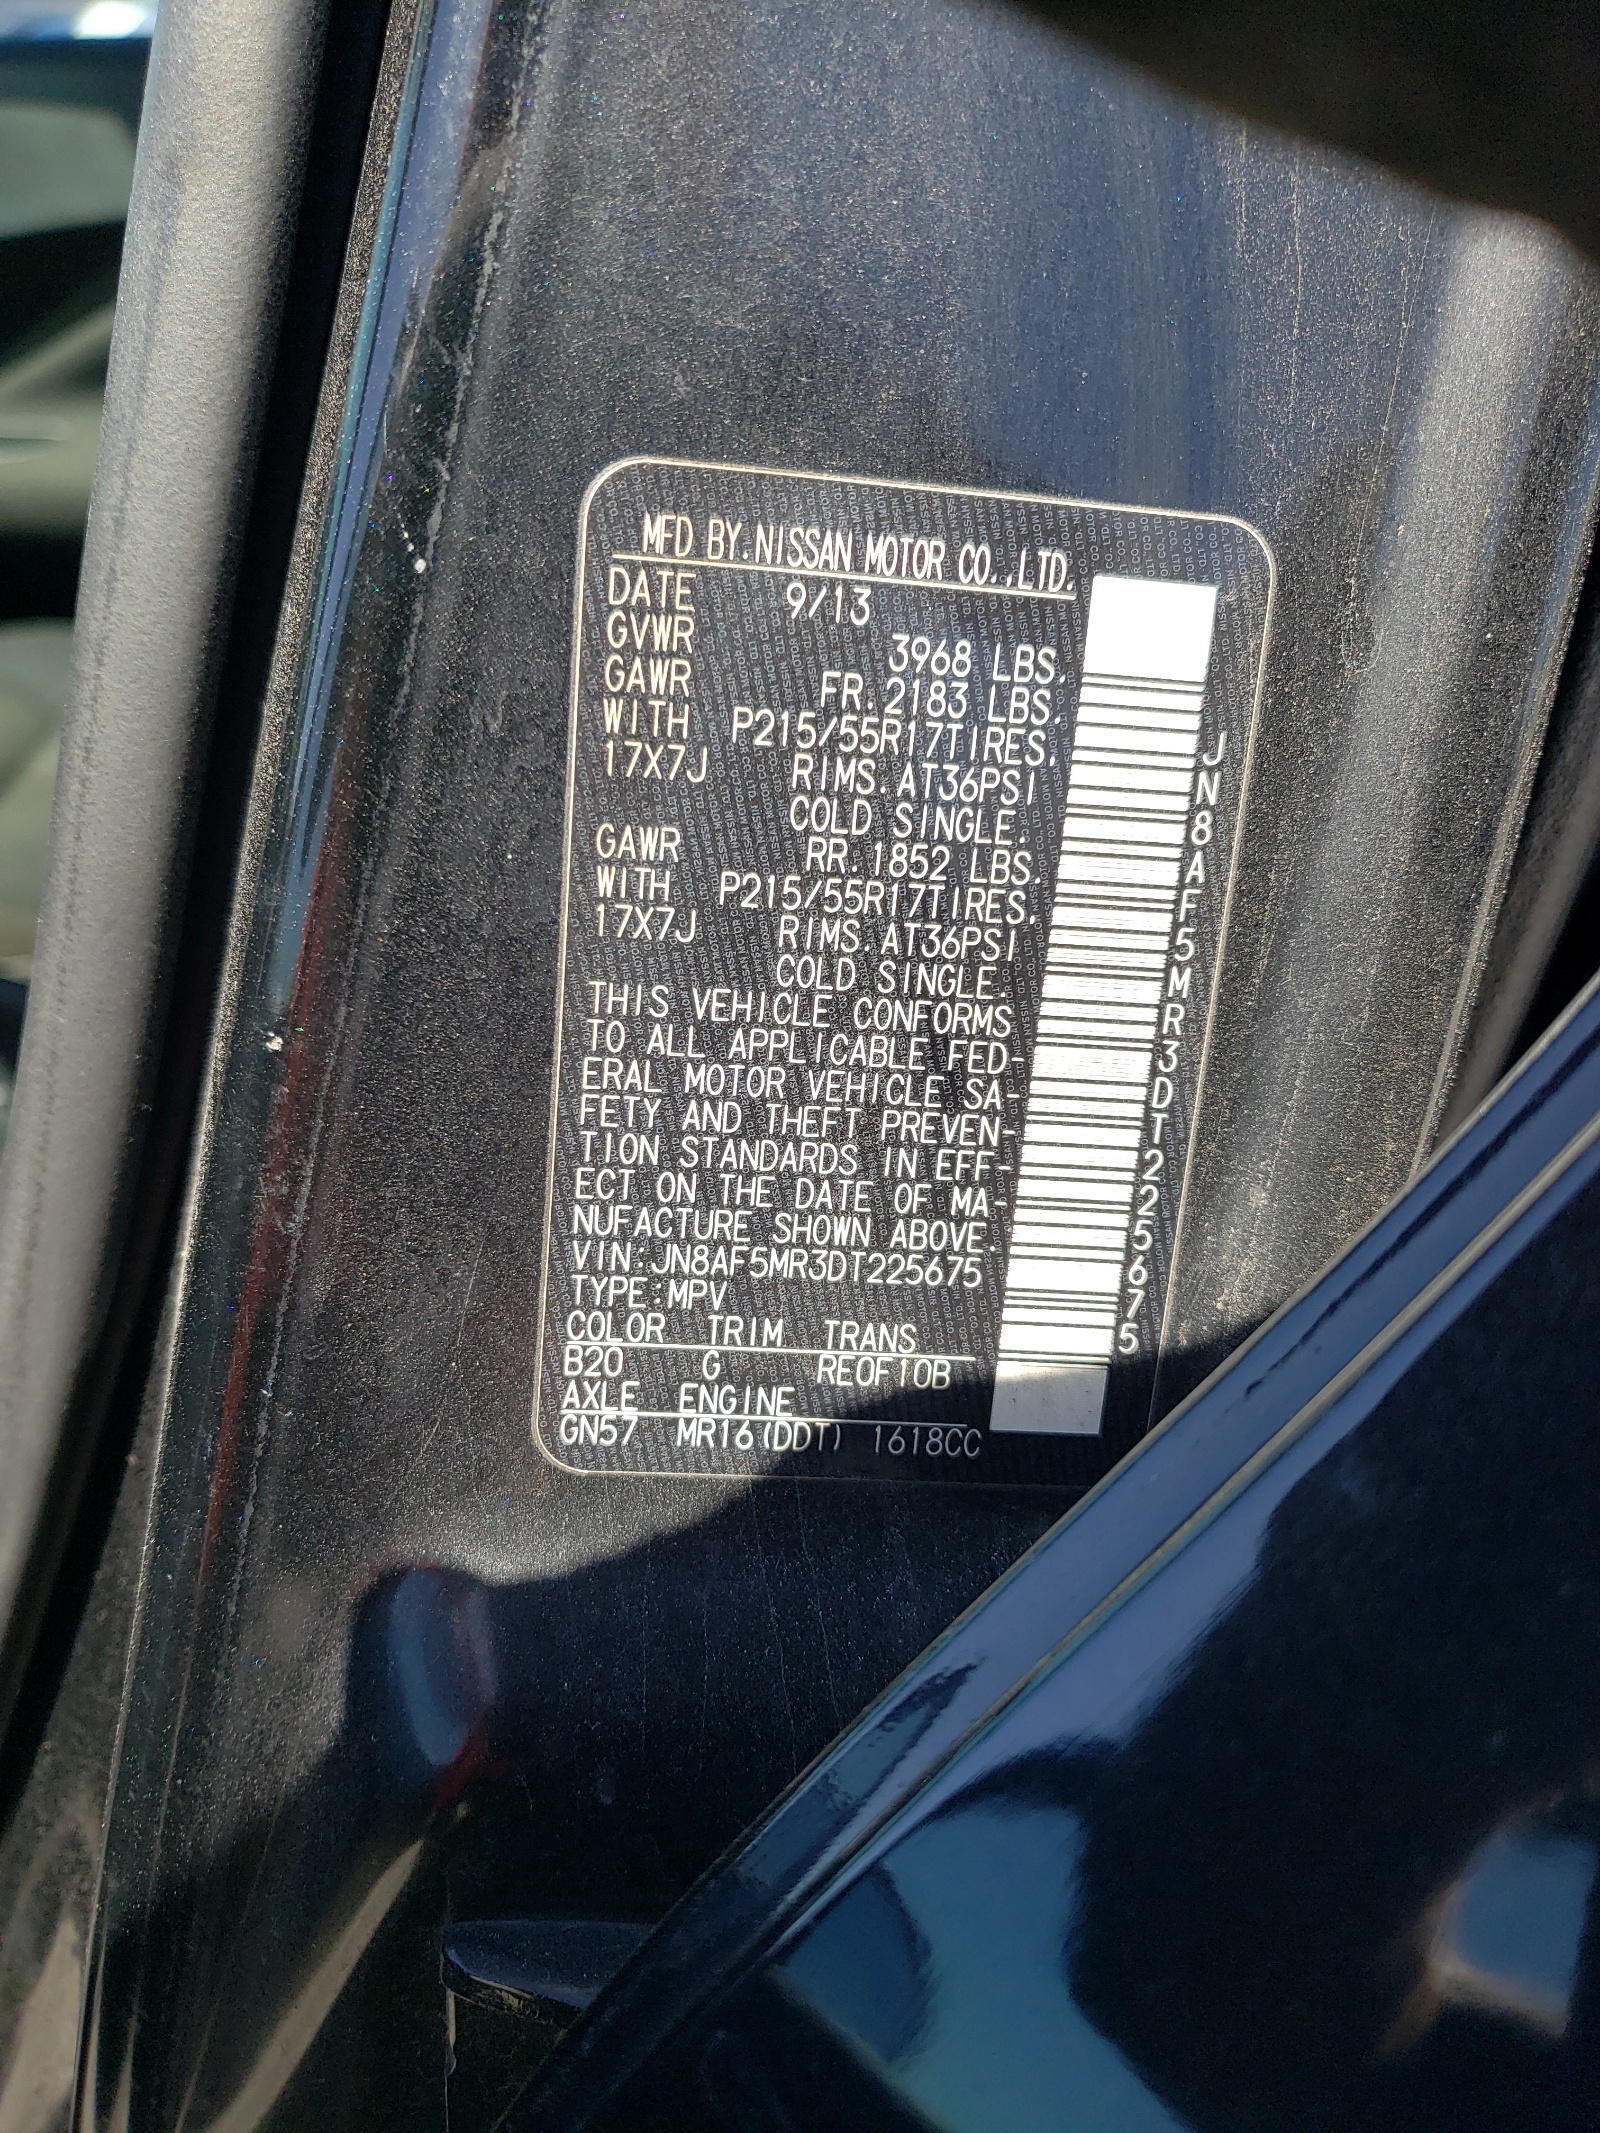 MFD BY.NISSAN MOTOR CO.,LTD.
DATE 9/13
GVWR 3968 LBS.
GAWR FR.2183 LBS.
WITH P215/55R17TIRES.
17X7J RIMS.AT36PSI
COLD SINGLE.
GAWR RR.1852 LBS.
WITH P215/55R17TIRES.
17X7J RIMS.AT36PSI
COLD SINGLE.
THIS VEHICLE CONFORMS
TO ALL APPLICABLE FED-
ERAL MOTOR VEHICLE SA-
FETY AND THEFT PREVEN-
TION STANDARDS IN EFF-
ECT ON THE DATE OF MA-
NUFACTURE SHOWN ABOVE.
VIN:JN8AF5MR3DT225675
TYPE:MPV
COLOR TRIM TRANS
B20 G RE0F10B
AXLE ENGINE
GN57 MR16(DDT) 1618CC
JN8AF5MR3DT225675